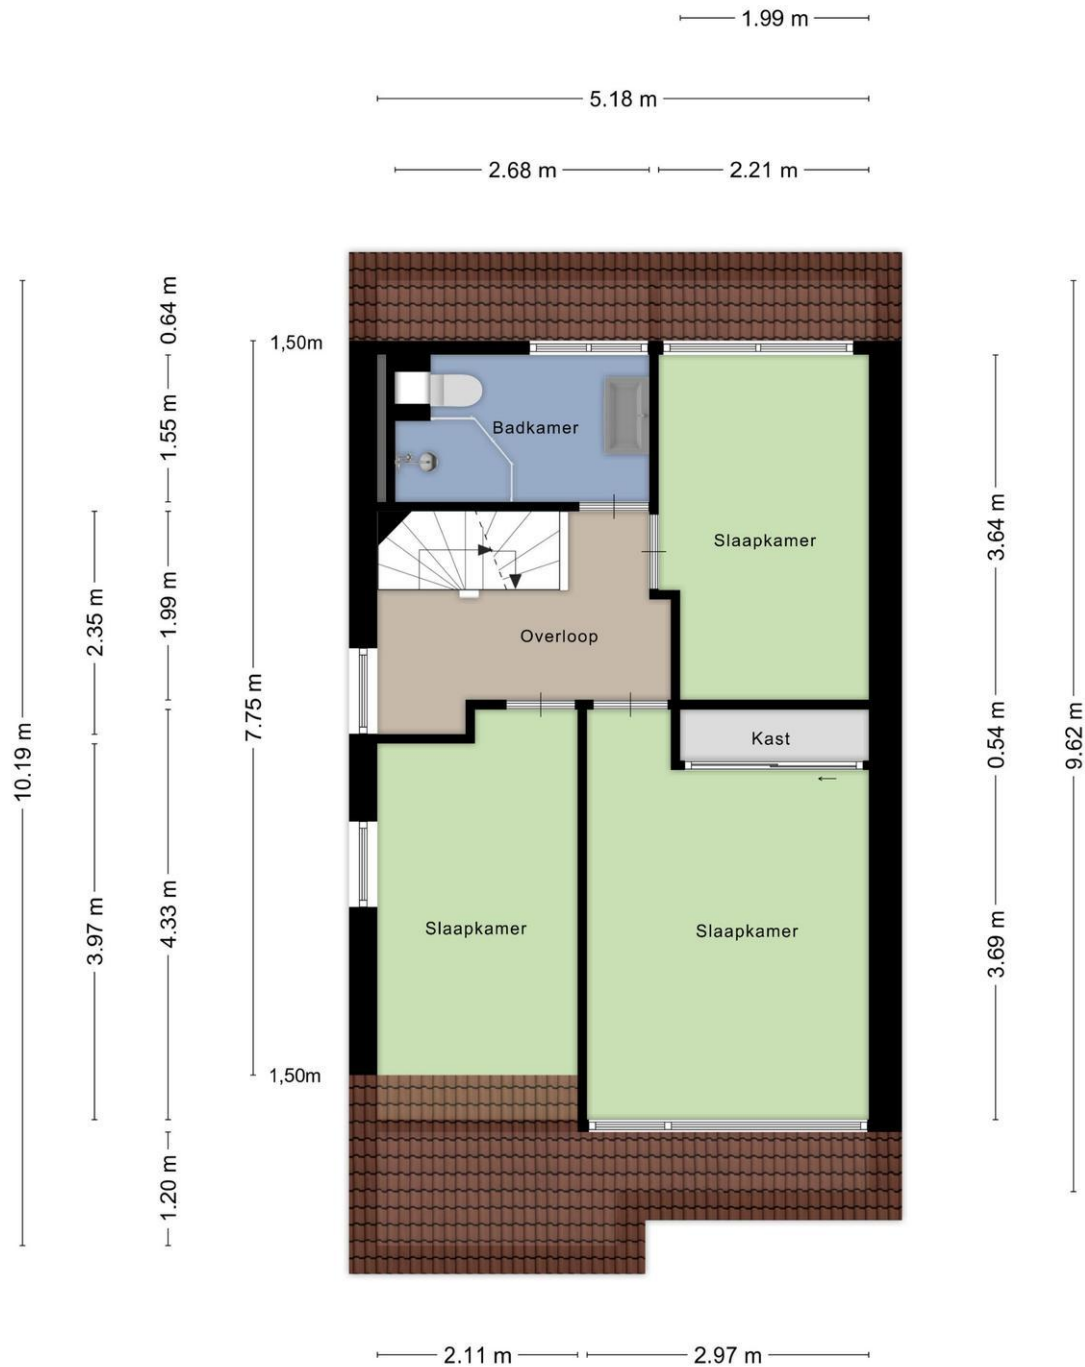 1.99 m
5.18 m
2.68 m
2.21 m
0.64 m
1,50m
1.55 m
Badkamer
3.64 m
Slaapkamer
2.35 m
1.99 m
Overloop
7.75 m
10.19 m
0.54 m
9.62 m
Kast
3.97 m
4.33 m
Slaapkamer
Slaapkamer
3.69 m
1,50m
1.20 m
2.11 m
2.97 m